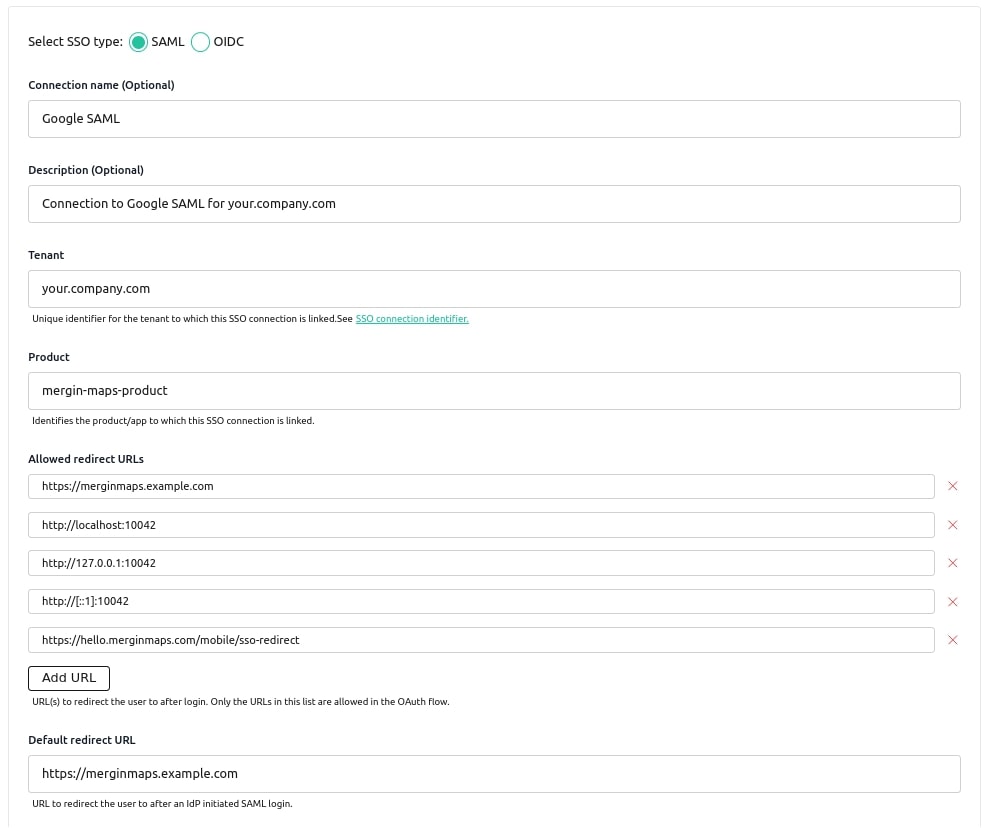 Select SSO type: SAML OIDC
Connection name (Optional)
Google SAML
Description (Optional)
Connection to Google SAML for your.company.com
Tenant
your.company.com
Unique identifier for the tenant to which this SSO connection is linked.See SSO connection identifier.
Product
mergin-maps-product
Identifies the product/app to which this SSO connection is linked.
Allowed redirect URLs
https://merginmaps.example.com
http://localhost:10042
http://127.0.0.1:10042
http://[::1]:10042
https://hello.merginmaps.com/mobile/sso-redirect
Add URL
URL(s) to redirect the user to after login. Only the URLs in this list are allowed in the OAuth flow.
Default redirect URL
https://merginmaps.example.com
URL to redirect the user to after an IdP initiated SAML login.